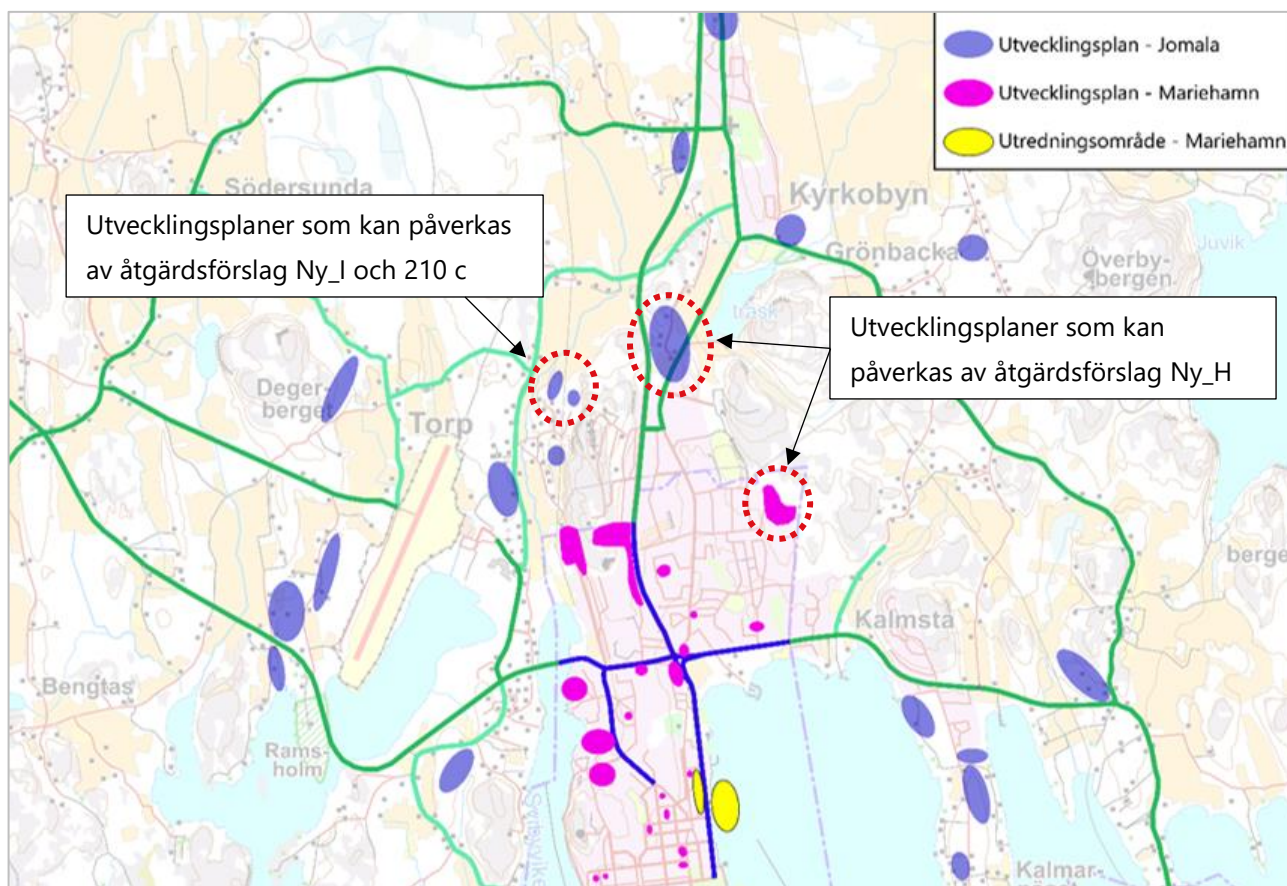 Utvecklingsplan - Jomala
Utvecklingsplan - Mariehamn
Utredningsområde - Mariehamn
Södersunda
Kyrkobyn
Utvecklingsplaner som kan påverkas
av åtgärdsförslag Ny_I och 210 c
Grönbacka
Juvik
Överby-
bergen
träsk
Utvecklingsplaner som kan
påverkas av åtgärdsförslag Ny_H
Deger-
berget
Torp
berge
Kalmsta
Bengtas
Rams-
holm
Kalmar-